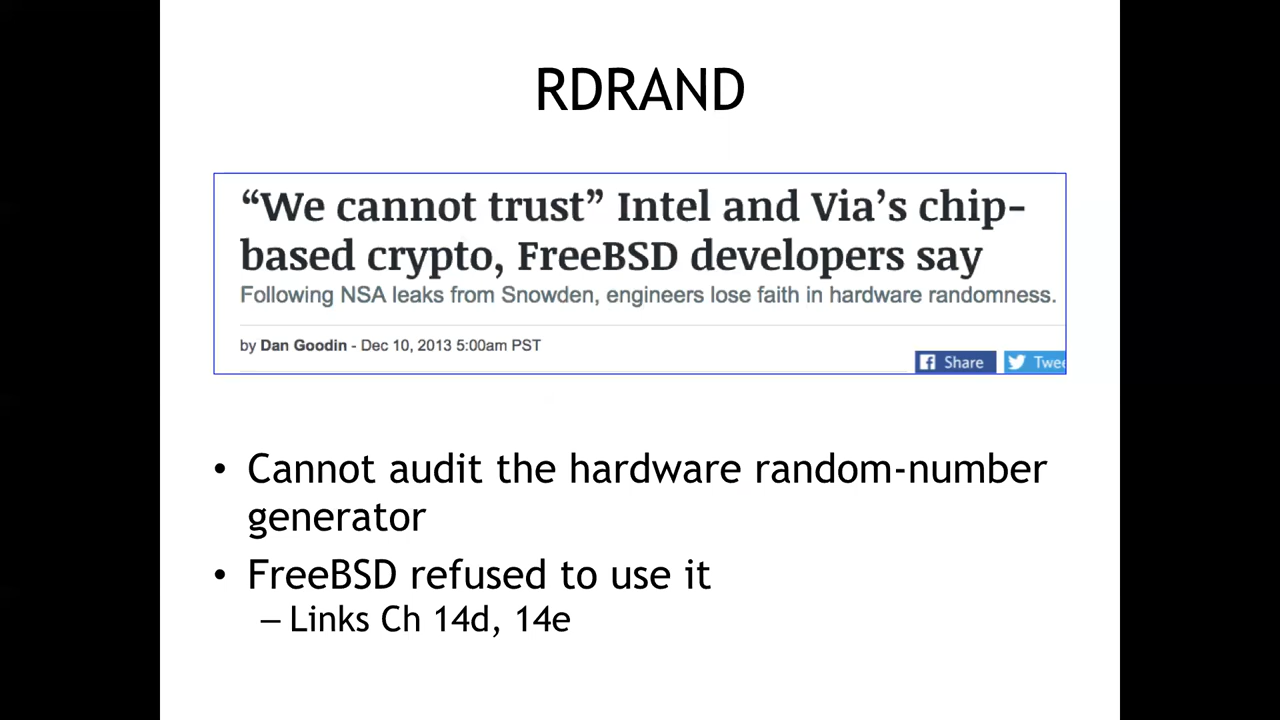 RDRAND
“We cannot trust” Intel and Via’s chip-
based crypto, FreeBSD developers say
Following NSA leaks from Snowden, engineers lose faith in hardware randomness.
by Dan Goodin - Dec 10, 2013 5:00am PST
Share Twee
• Cannot audit the hardware random-number
generator
• FreeBSD refused to use it
– Links Ch 14d, 14e